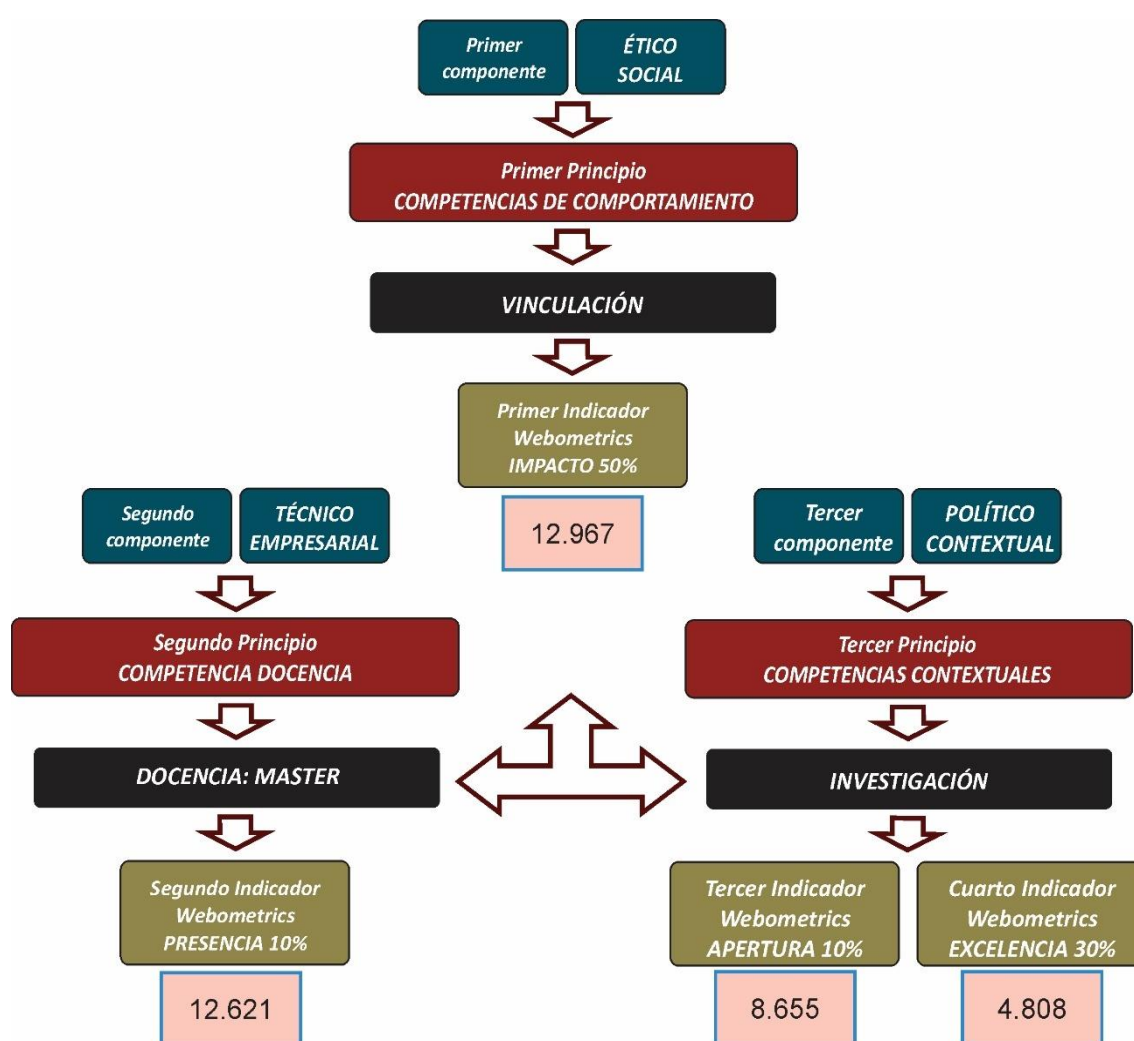 Primer
componente
ÉTICO
SOCIAL
Primer Principio
COMPETENCIAS DE COMPORTAMIENTO
VINCULACIÓN
Primer Indicador
Webometrics
IMPACTO 50%
12.967
Segundo
componente
TÉCNICO
EMPRESARIAL
Segundo Principio
COMPETENCIA DOCENCIA
DOCENCIA: MASTER
Segundo Indicador
Webometrics
PRESENCIA 10%
12.621
Tercer
componente
POLÍTICO
CONTEXTUAL
Tercer Principio
COMPETENCIAS CONTEXTUALES
INVESTIGACIÓN
Tercer Indicador
Webometrics
APERTURA 10%
8.655
Cuarto Indicador
Webometrics
EXCELENCIA 30%
4.808